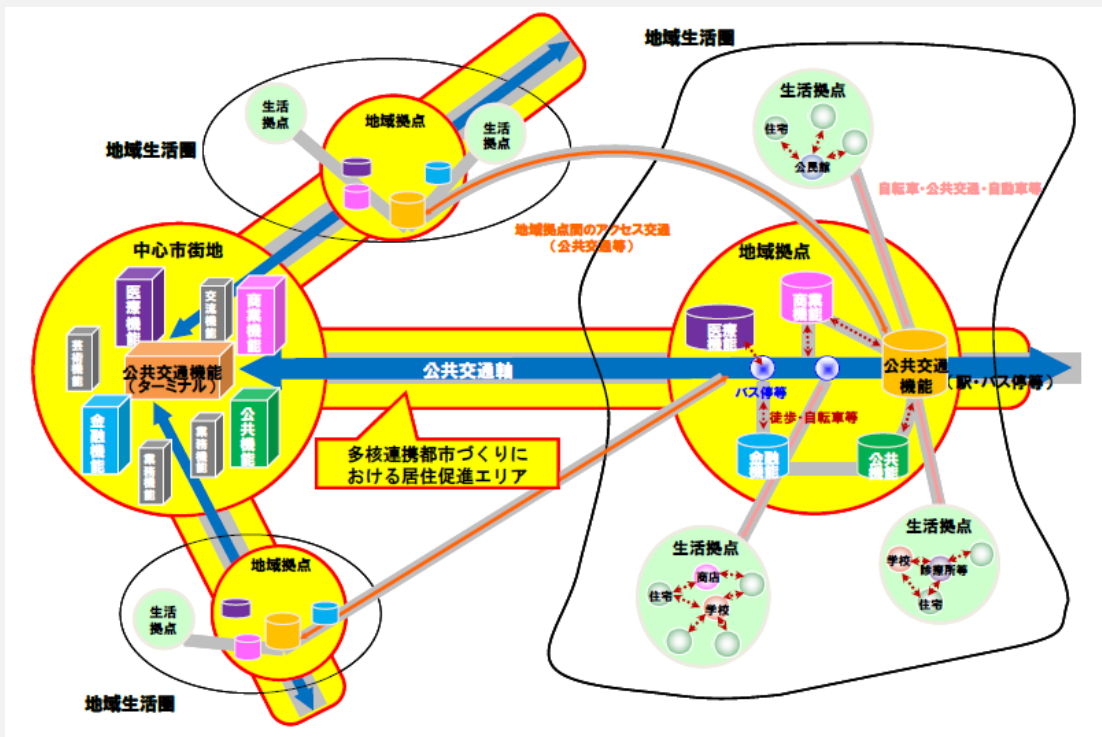 地域生活圏
生活
拠点
地域拠点
生活
拠点
地域生活圏
生活拠点
住宅
公民館
自転車・公共交通・自動車等
地域拠点間のアクセス交通
(公共交通等)
中心市街地
医療機能
交流機能
商業機能
芸術機能
公共交通機能
(ターミナル)
金融機能
業務機能
業務機能
公共機能
公共交通軸
多核連携都市づくりに
おける居住促進エリア
地域拠点
商業
機能
医療
機能
バス停等
公共交通
機能
(駅・バス停等)
徒歩・自転車等
金融
機能
公共
機能
生活拠点
商店
住宅
学校
生活拠点
学校
診療所等
住宅
地域拠点
生活
拠点
地域生活圏